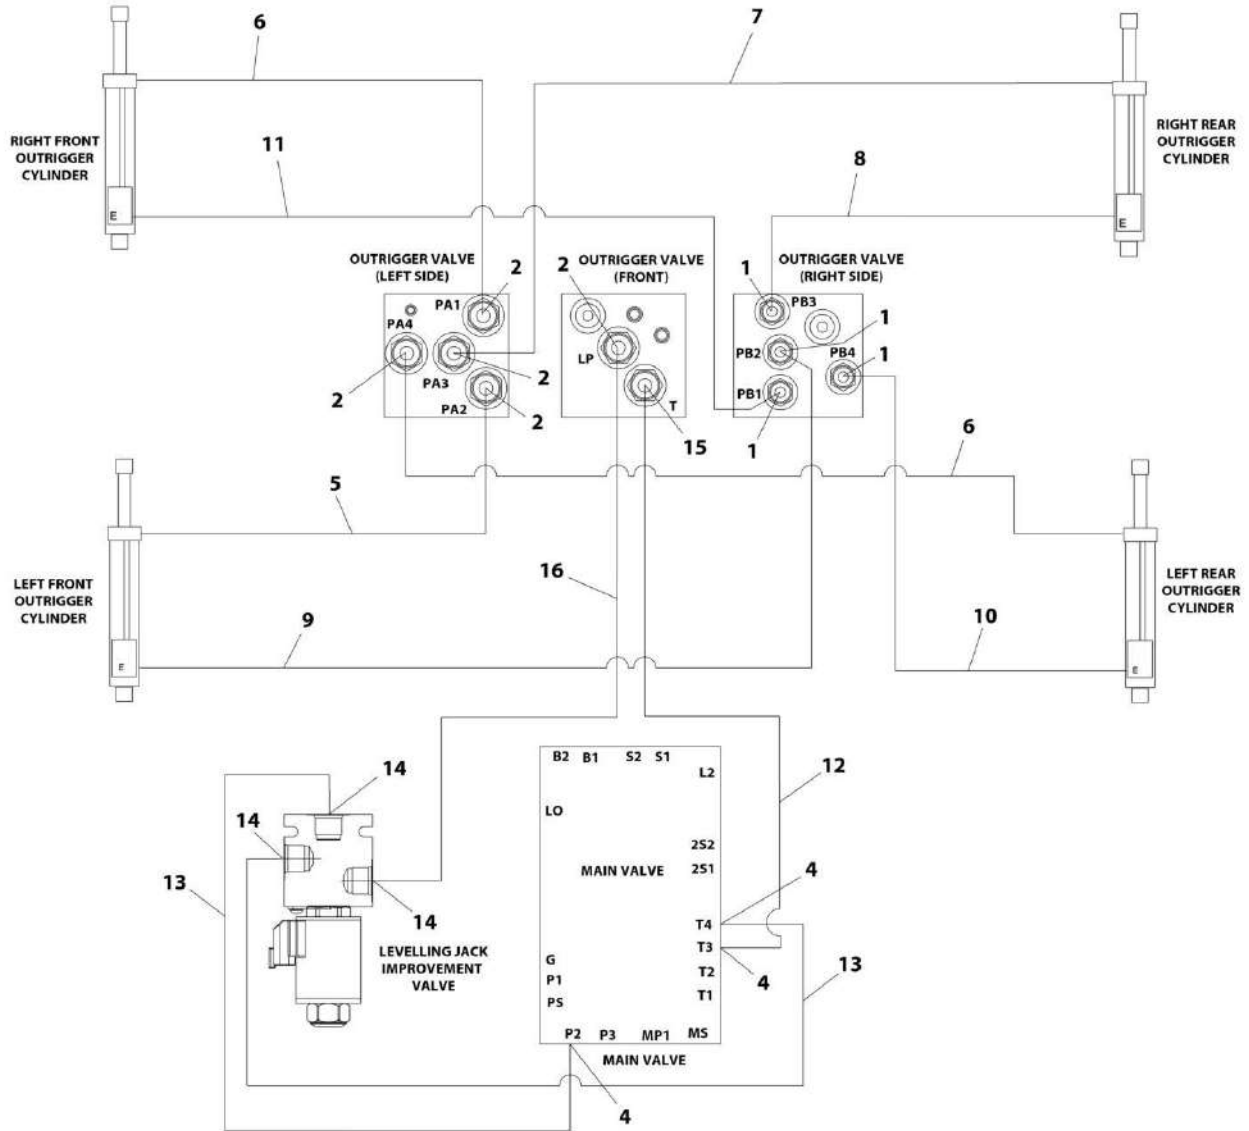 6
7
RIGHT FRONT
OUTRIGGER
CYLINDER
11
8
RIGHT REAR
OUTRIGGER
CYLINDER
E
E
OUTRIGGER VALVE
(LEFT SIDE)
2
2
OUTRIGGER VALVE
(FRONT)
1
OUTRIGGER VALVE
(RIGHT SIDE)
PA1
PA4
PA3
PA2
2
2
2
LP
T
15
PB3
PB2
PB4
PB1
1
1
1
6
5
LEFT FRONT
OUTRIGGER
CYLINDER
16
LEFT REAR
OUTRIGGER
CYLINDER
9
10
E
E
B2 B1 S2 S1
L2
LO
2S2
MAIN VALVE
2S1
T4
T3
T2
T1
G
P1
PS
P2 P3 MP1 MS
MAIN VALVE
12
4
4
13
4
14
14
14
13
LEVELLING JACK
IMPROVEMENT
VALVE